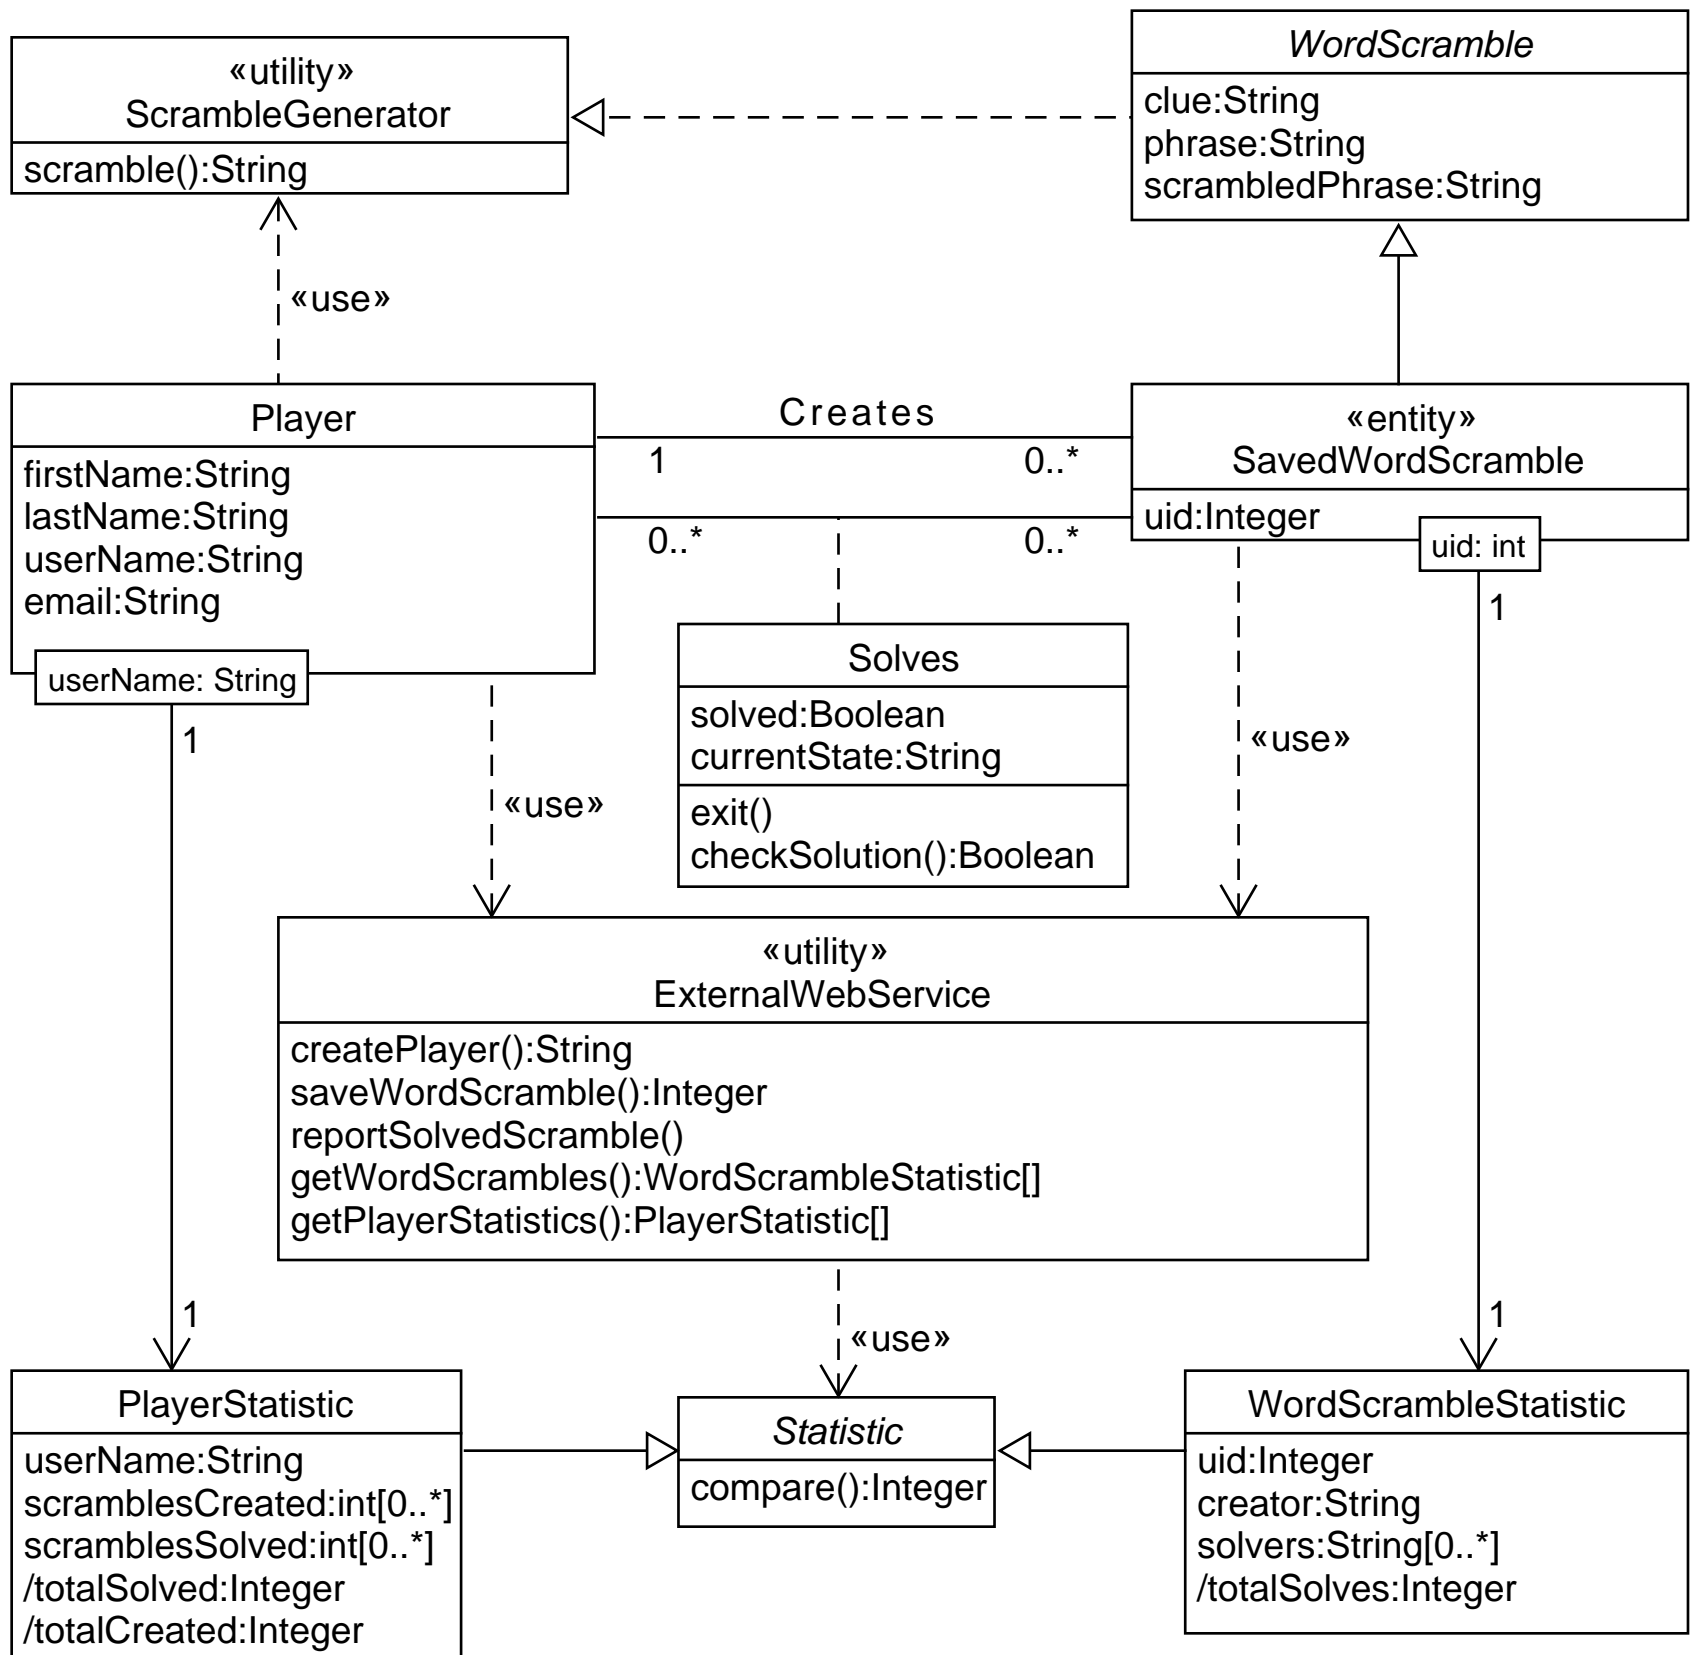 «utility»
ScrambleGenerator
scramble():String
WordScramble
clue:String
phrase:String
scrambledPhrase:String
«use»
Player
firstName:String
lastName:String
userName:String
email:String
userName: String
Creates
1
0..*
0..*
0..*
«entity»
SavedWordScramble
uid:Integer
uid: int
1
1
Solves
solved:Boolean
currentState:String
exit()
checkSolution():Boolean
«use»
«use»
«utility»
ExternalWebService
createPlayer():String
saveWordScramble():Integer
reportSolvedScramble()
getWordScrambles():WordScrambleStatistic[]
getPlayerStatistics():PlayerStatistic[]
1
1
«use»
PlayerStatistic
userName:String
scramblesCreated:int[0..*]
scramblesSolved:int[0..*]
/totalSolved:Integer
/totalCreated:Integer
Statistic
compare():Integer
WordScrambleStatistic
uid:Integer
creator:String
solvers:String[0..*]
/totalSolves:Integer